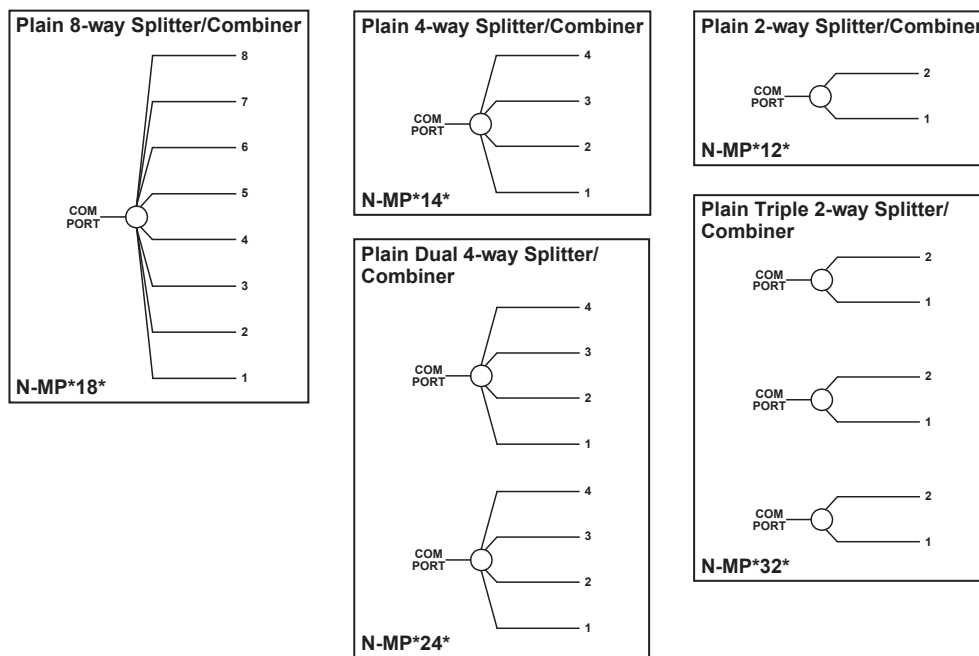 Plain 8-way Splitter/Combiner
8
7
6
5
COM
PORT
4
3
2
1
N-MP*18*
Plain 4-way Splitter/Combiner
4
3
COM
PORT
2
1
N-MP*14*
Plain Dual 4-way Splitter/
Combiner
4
3
COM
PORT
2
1
4
3
COM
PORT
2
1
N-MP*24*
Plain 2-way Splitter/Combiner
2
COM
PORT
1
N-MP*12*
Plain Triple 2-way Splitter/
Combiner
2
COM
PORT
1
2
COM
PORT
1
2
COM
PORT
1
N-MP*32*